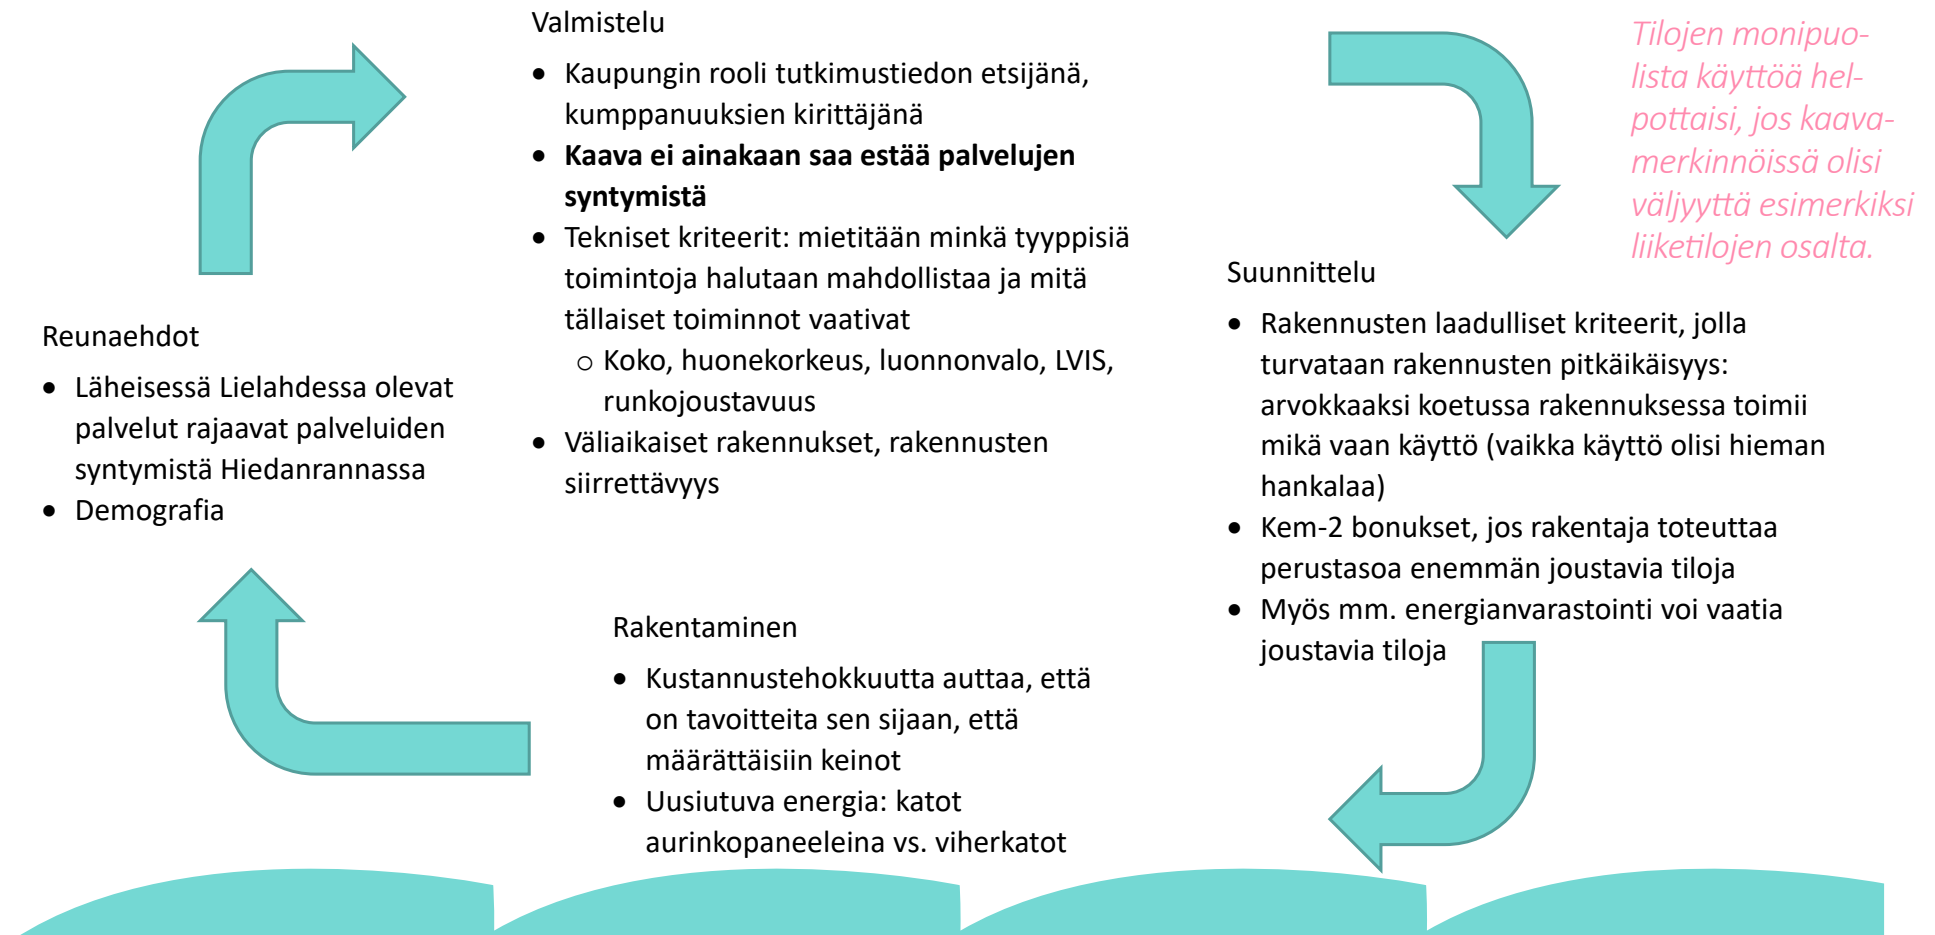 Valmistelu
• Kaupungin rooli tutkimustiedon etsijänä,
kumppanuuksien kirittäjänä
• Kaava ei ainakaan saa estää palvelujen
syntymistä
• Tekniset kriteerit: mietitään minkä tyyppisiä
toimintoja halutaan mahdollistaa ja mitä
tällaiset toiminnot vaativat
o Koko, huonekorkeus, luonnonvalo, LVIS,
runkojoustavuus
• Väliaikaiset rakennukset, rakennusten
siirrettävyys
Tilojen monipuo-
lista käyttöä hel-
pottaisi, jos kaava-
merkinnöissä olisi
väljyyttä esimerkiksi
liiketilojen osalta.
Suunnittelu
• Rakennusten laadulliset kriteerit, jolla
turvataan rakennusten pitkäikäisyys:
arvokkaaksi koetussa rakennuksessa toimii
mikä vaan käyttö (vaikka käyttö olisi hieman
hankalaa)
• Kem-2 bonukset, jos rakentaja toteuttaa
perustasoa enemmän joustavia tiloja
• Myös mm. energianvarastointi voi vaatia
joustavia tiloja
Rakentaminen
• Kustannustehokkuutta auttaa, että
on tavoitteita sen sijaan, että
määrättäisiin keinot
• Uusiutuva energia: katot
aurinkopaneeleina vs. viherkatot
Reunaehdot
• Läheisessä Lielahdessa olevat
palvelut rajaavat palveluiden
syntymistä Hiedanrannassa
• Demografia